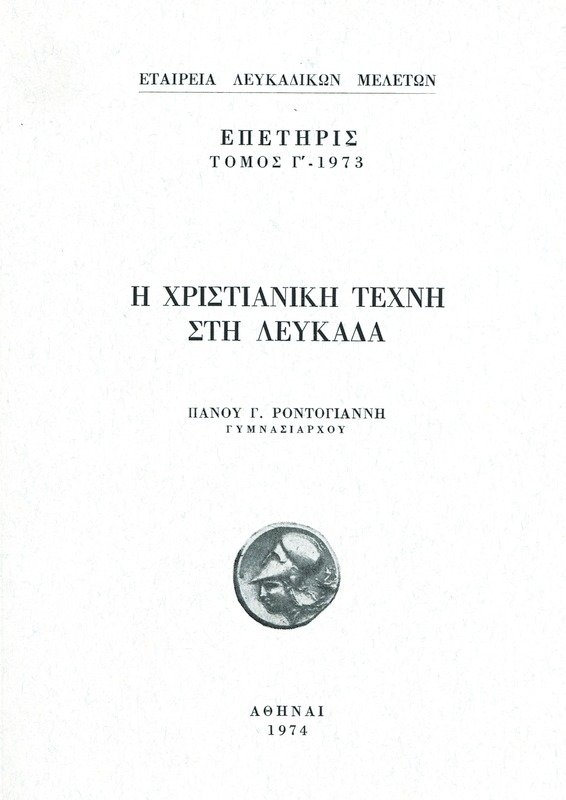 ΕΤΑΙΡΕΙΑ ΛΕΥΚΑΔΙΚΩΝ ΜΕΛΕΤΩΝ
ΕΠΕΤΗΡΙΣ
ΤΟΜΟΣ Γ' - 1973
Η ΧΡΙΣΤΙΑΝΙΚΗ ΤΕΧΝΗ
ΣΤΗ ΛΕΥΚΑΔΑ
ΠΑΝΟΥ Γ. ΡΟΝΤΟΓΙΑΝΝΗ
ΓΥΜΝΑΣΙΑΡΧΟΥ
ΑΘΗΝΑΙ
1974